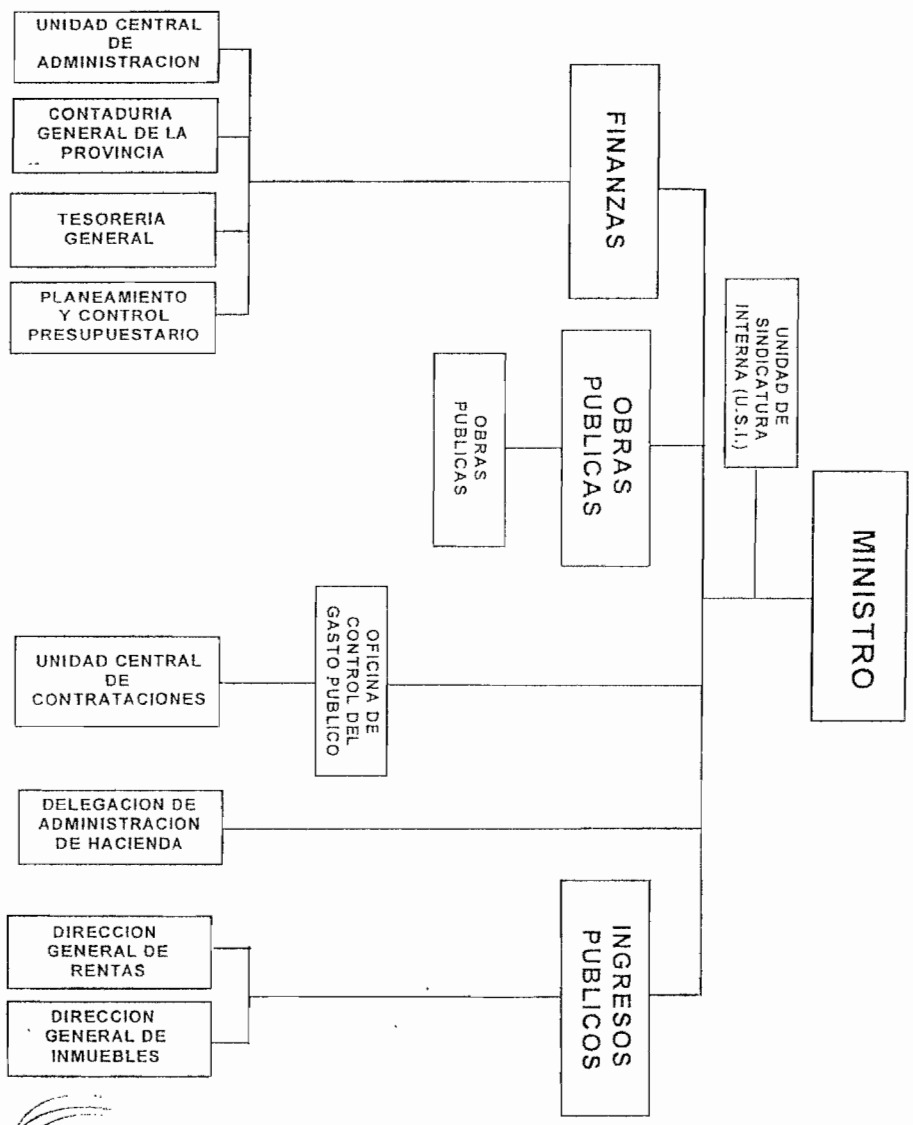 MINISTRO
UNIDAD DE
SINDICATURA
INTERNA (U.S.I.)
FINANZAS
OBRAS
PUBLICAS
INGRESOS
PUBLICOS
OBRAS
PUBLICAS
OFICINA DE
CONTROL DEL
GASTO PUBLICO
UNIDAD CENTRAL
DE
ADMINISTRACION
CONTADURIA
GENERAL DE LA
PROVINCIA
TESORERIA
GENERAL
PLANEAMIENTO
Y CONTROL
PRESUPUESTARIO
UNIDAD CENTRAL
DE
CONTRATACIONES
DELEGACION DE
ADMINISTRACION
DE HACIENDA
DIRECCION
GENERAL DE
RENTAS
DIRECCION
GENERAL DE
INMUEBLES